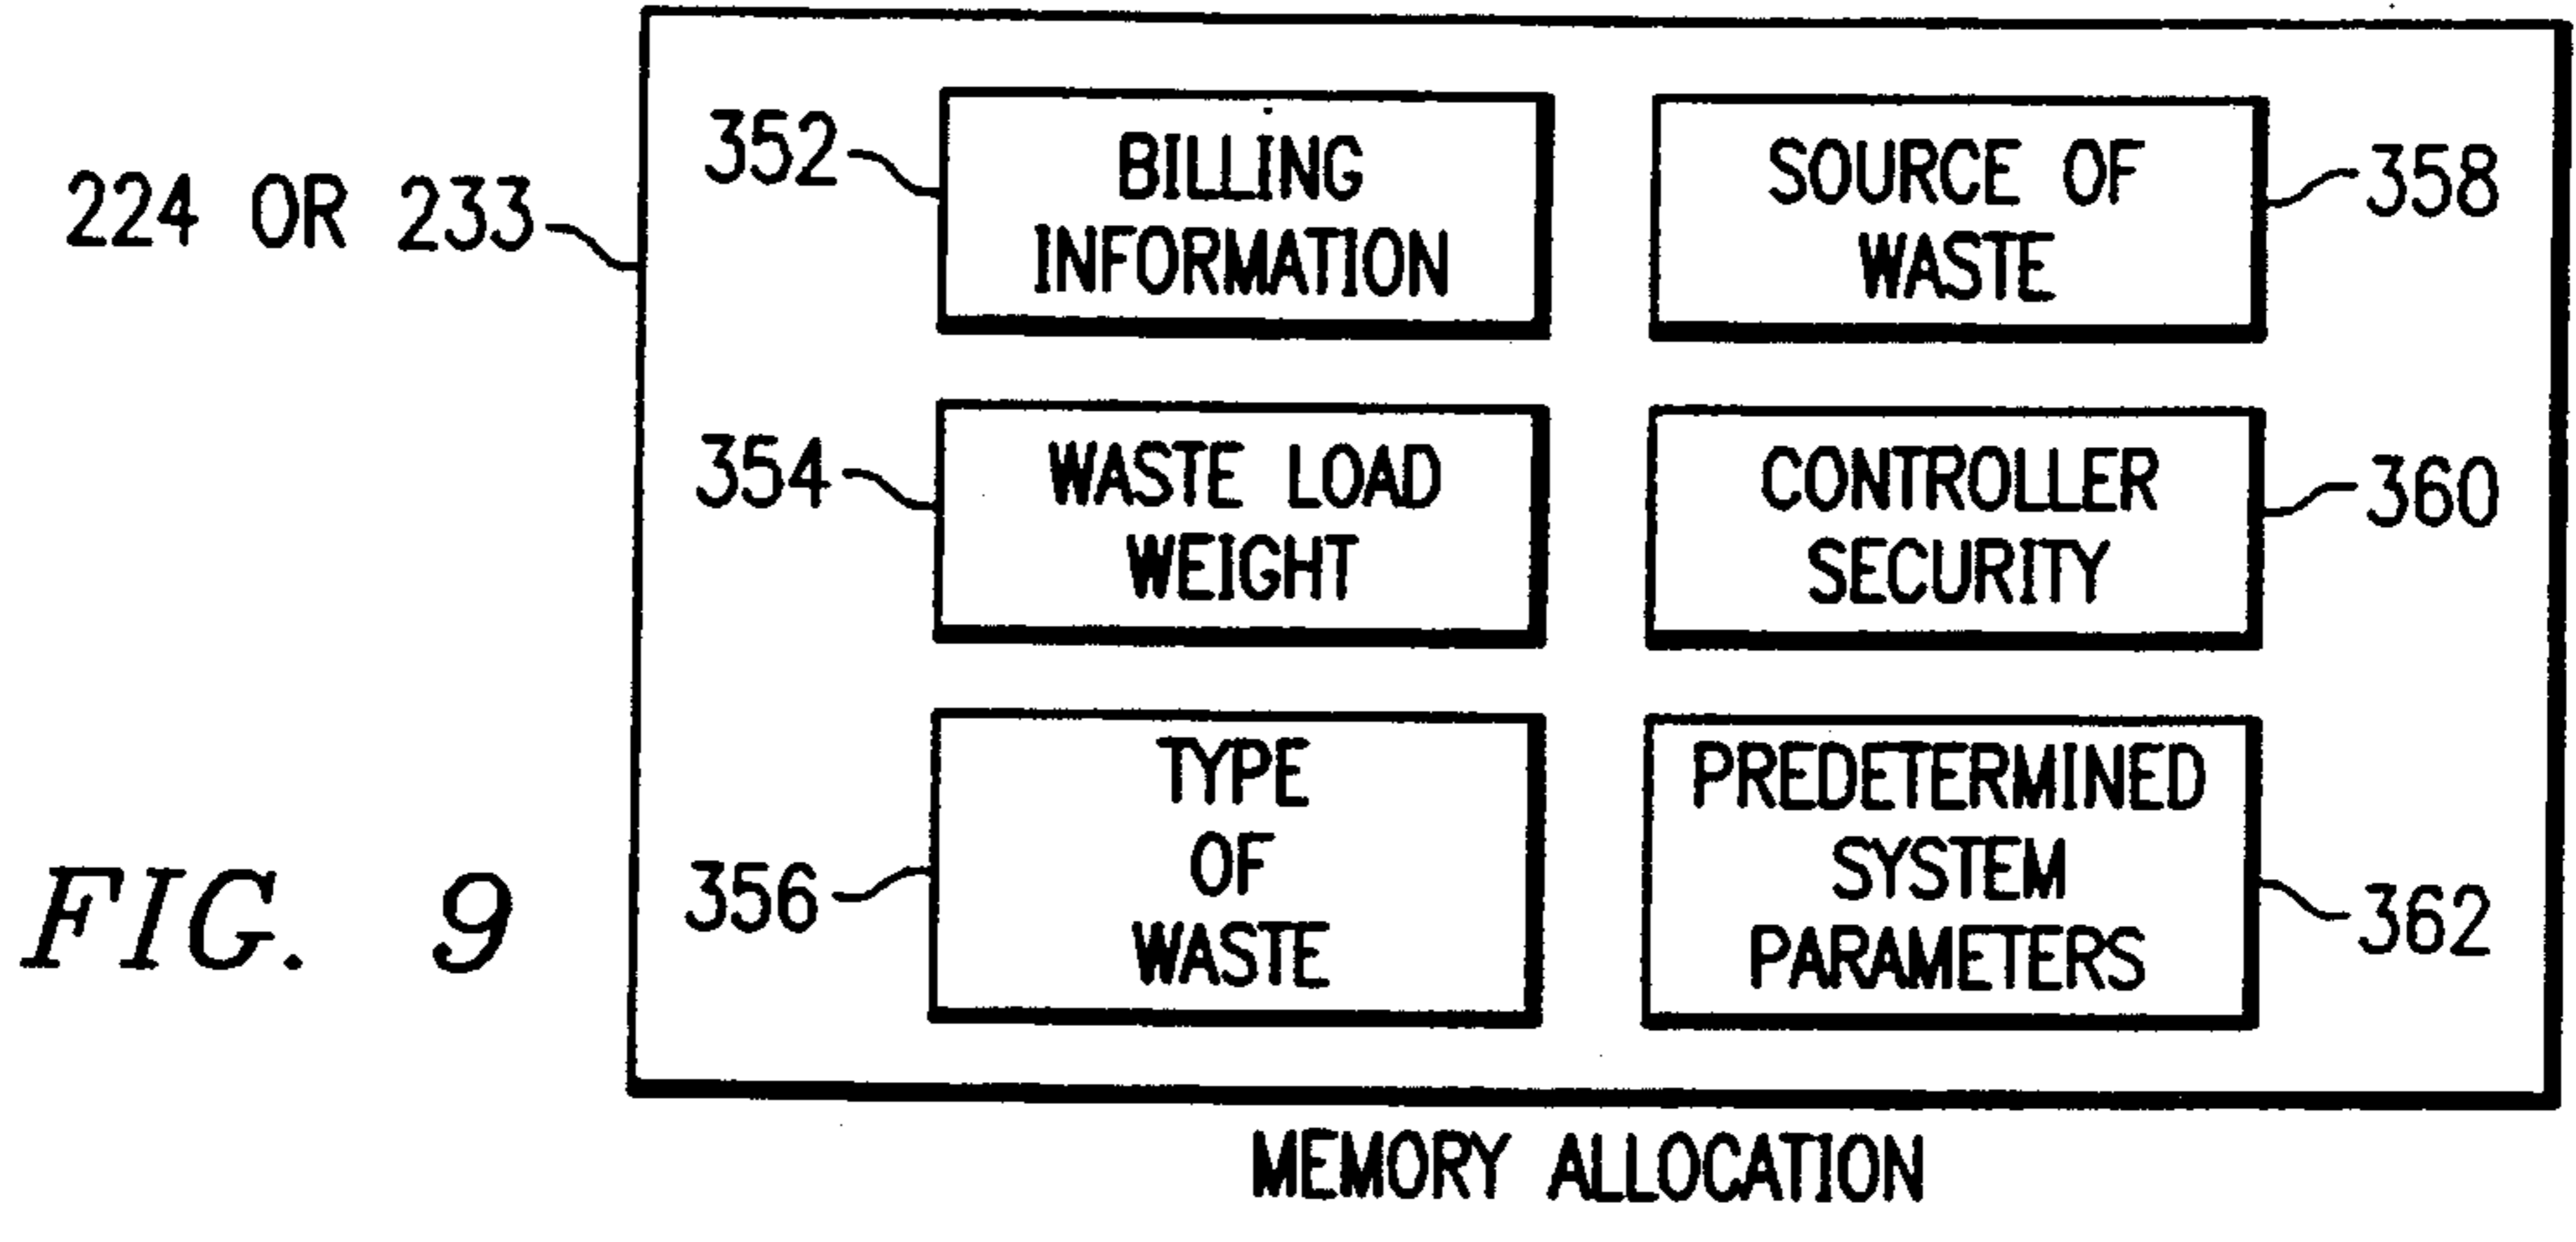 224 OR 233
352
BILLING
INFORMATION
SOURCE OF
WASTE
358
354
WASTE LOAD
WEIGHT
CONTROLLER
SECURITY
360
356
TYPE
OF
WASTE
PREDETERMINED
SYSTEM
PARAMETERS
362
FIG. 9
MEMORY ALLOCATION